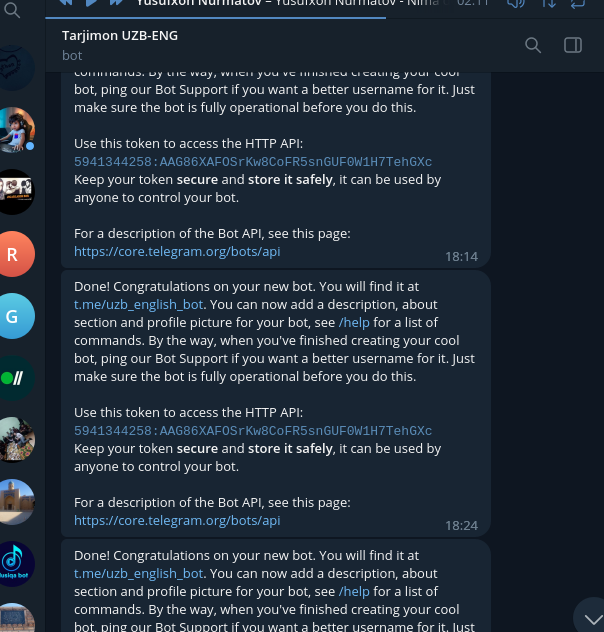 Yusufxon Nurmatov – Yusufxon Nurmatov - Nima
02:11
Tarjimon UZB-ENG
bot
commands. By the way, when you've finished creating your cool
bot, ping our Bot Support if you want a better username for it. Just
make sure the bot is fully operational before you do this.
Use this token to access the HTTP API:
5941344258:AAG86XAFOSrKw8CoFR5snGUF0W1H7TehGXc
Keep your token secure and store it safely, it can be used by
anyone to control your bot.
For a description of the Bot API, see this page:
https://core.telegram.org/bots/api
18:14
Done! Congratulations on your new bot. You will find it at
t.me/uzb_english_bot. You can now add a description, about
section and profile picture for your bot, see /help for a list of
commands. By the way, when you've finished creating your cool
bot, ping our Bot Support if you want a better username for it. Just
make sure the bot is fully operational before you do this.
Use this token to access the HTTP API:
5941344258:AAG86XAFOSrKw8CoFR5snGUF0W1H7TehGXc
Keep your token secure and store it safely, it can be used by
anyone to control your bot.
For a description of the Bot API, see this page:
https://core.telegram.org/bots/api
18:24
Done! Congratulations on your new bot. You will find it at
t.me/uzb_english_bot. You can now add a description, about
section and profile picture for your bot, see /help for a list of
commands. By the way, when you've finished creating your cool
bot, ping our Bot Support if you want a better username for it. Just
R
G
usiqa bot